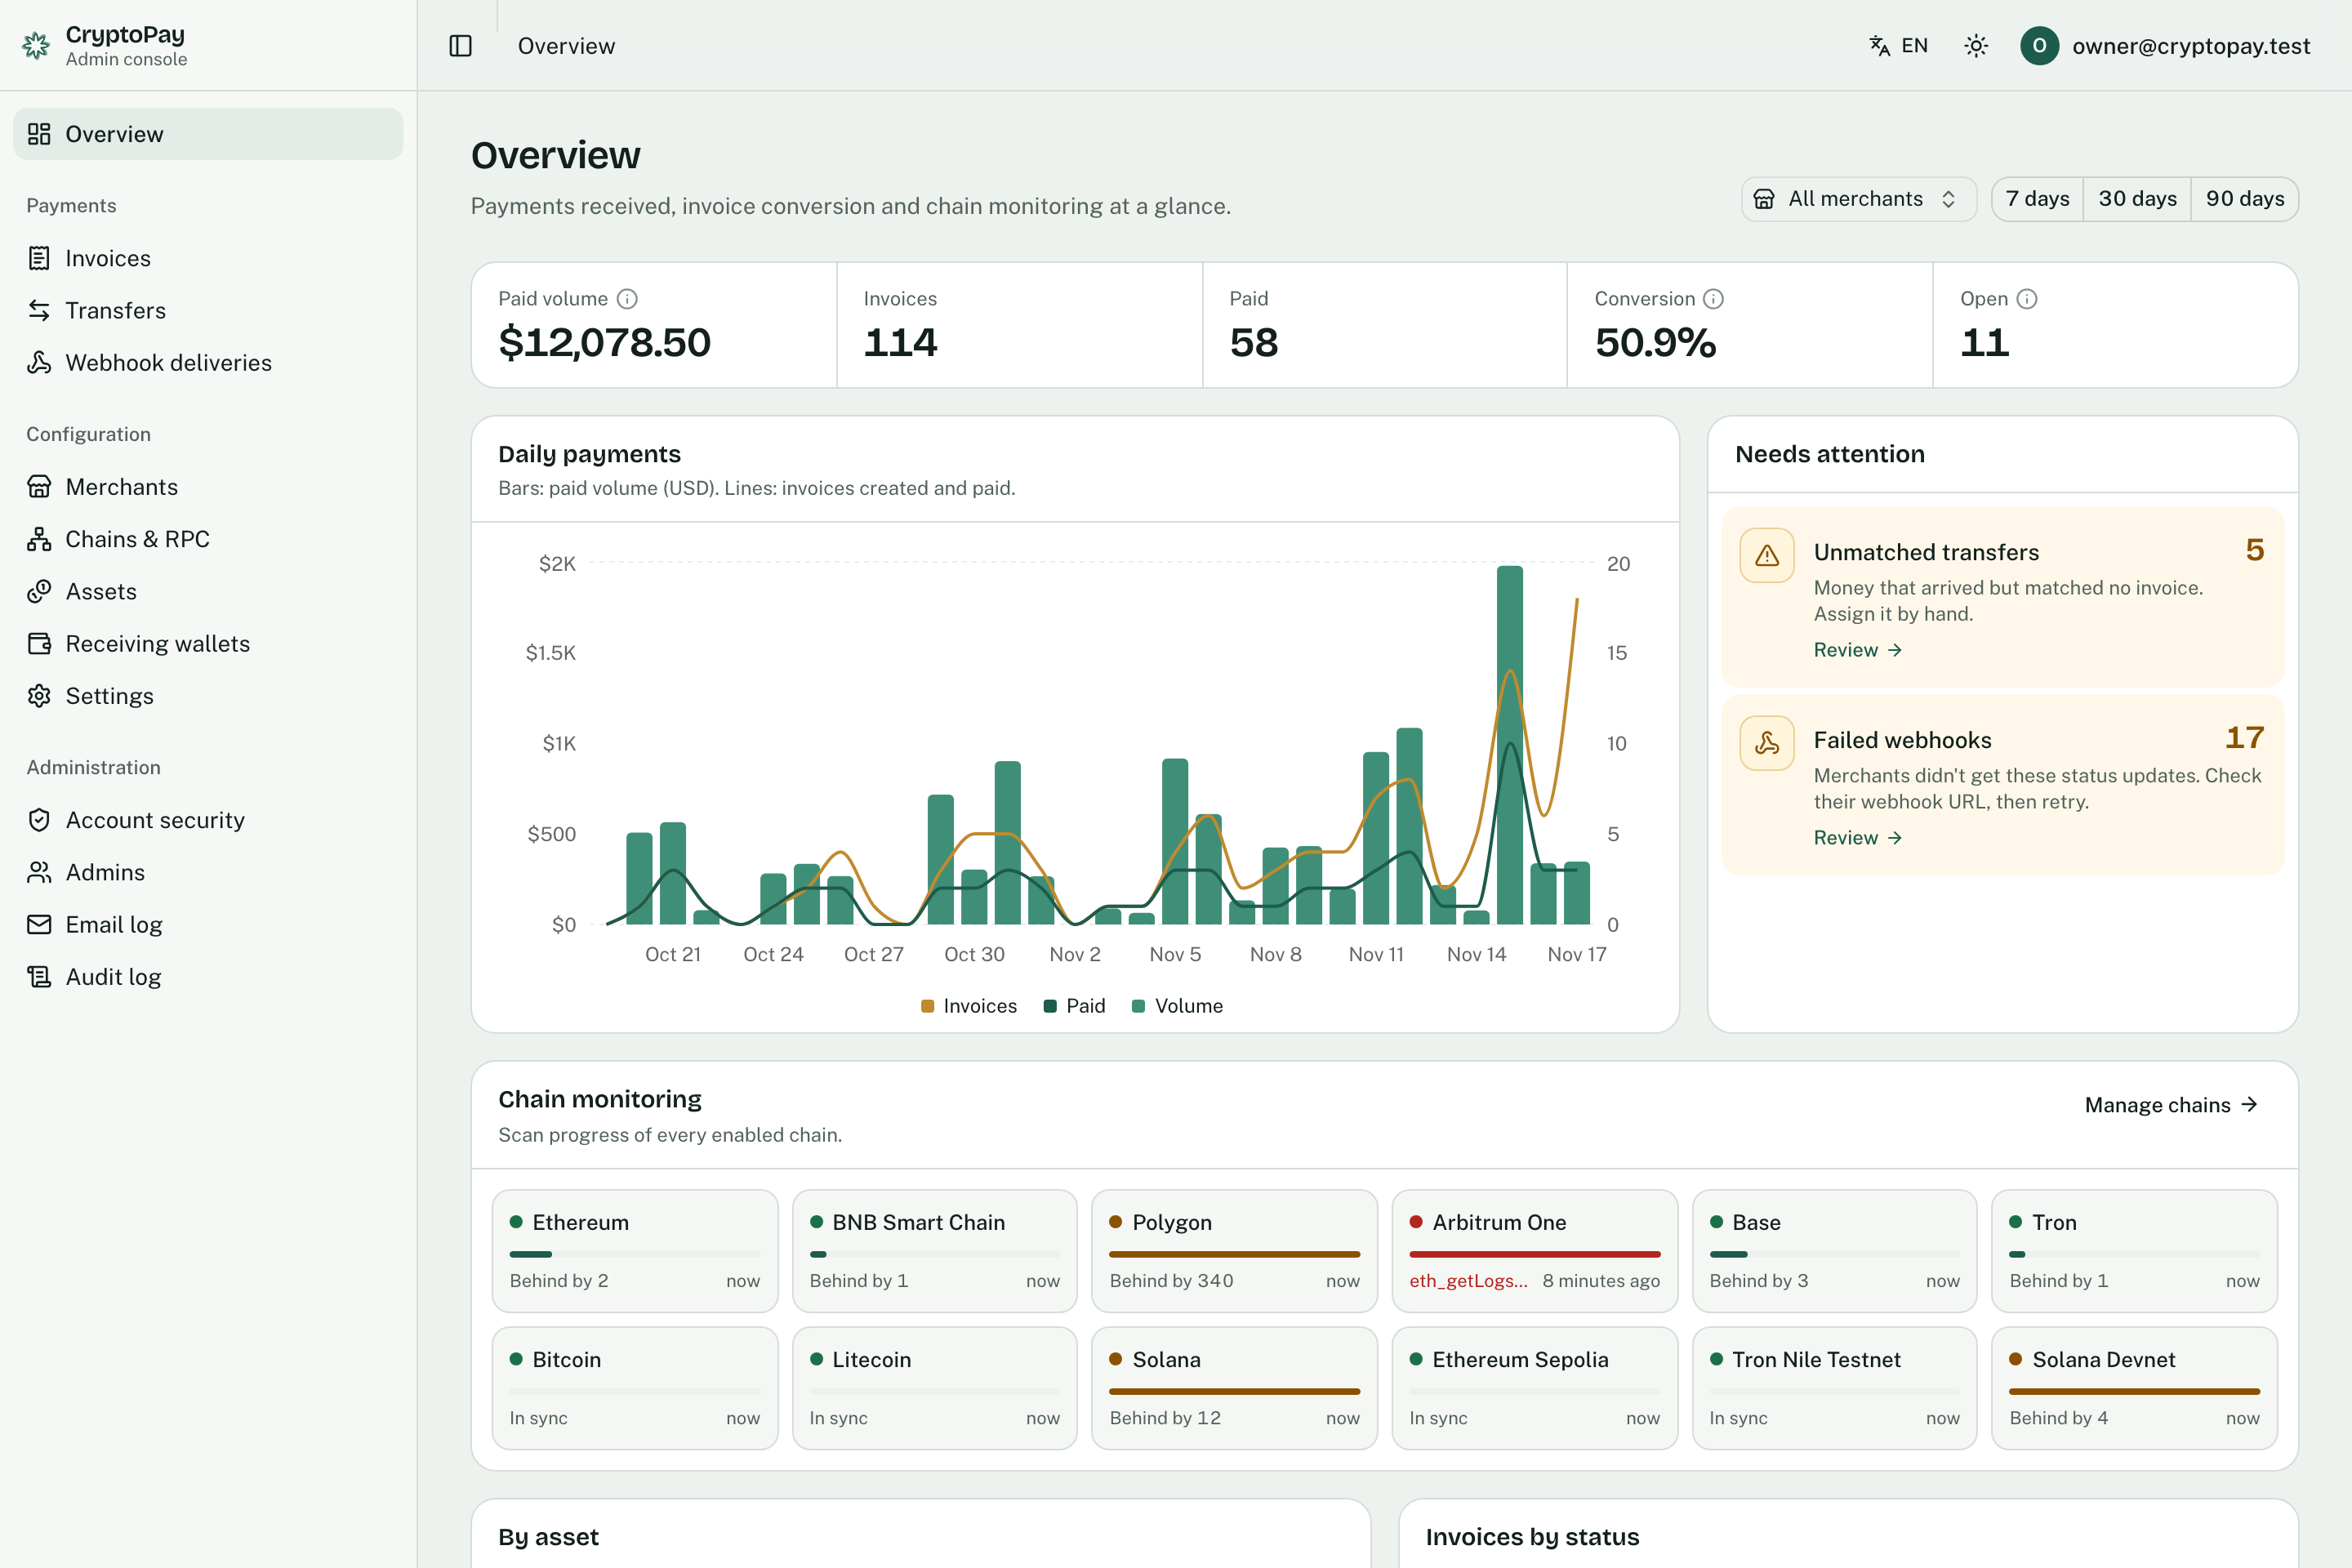 CryptoPay
Admin console
Overview
Payments
Invoices
Transfers
Webhook deliveries
Configuration
Merchants
Chains & RPC
Assets
Receiving wallets
Settings
Administration
Account security
Admins
Email log
Audit log
Overview
EN
O
owner@cryptopay.test
Overview
Payments received, invoice conversion and chain monitoring at a glance.
All merchants
7 days
30 days
90 days
Paid volume
$12,078.50
Invoices
114
Paid
58
Conversion
50.9%
Open
11
Daily payments
Bars: paid volume (USD). Lines: invoices created and paid.
$2K
$1.5K
$1K
$500
$0
20
15
10
5
0
Oct 21
Oct 24
Oct 27
Oct 30
Nov 2
Nov 5
Nov 8
Nov 11
Nov 14
Nov 17
Invoices
Paid
Volume
Needs attention
Unmatched transfers
5
Money that arrived but matched no invoice.
Assign it by hand.
Review →
Failed webhooks
17
Merchants didn't get these status updates. Check
their webhook URL, then retry.
Review →
Chain monitoring
Scan progress of every enabled chain.
Manage chains →
Ethereum
Behind by 2
now
BNB Smart Chain
Behind by 1
now
Polygon
Behind by 340
now
Arbitrum One
eth_getLogs...
8 minutes ago
Base
Behind by 3
now
Tron
Behind by 1
now
Bitcoin
In sync
now
Litecoin
In sync
now
Solana
Behind by 12
now
Ethereum Sepolia
In sync
now
Tron Nile Testnet
In sync
now
Solana Devnet
Behind by 4
now
By asset
Invoices by status